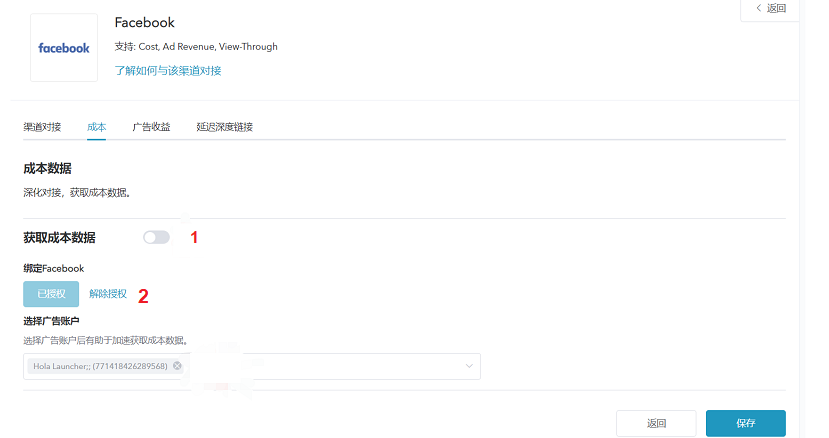 返回
facebook
Facebook
支持: Cost, Ad Revenue, View-Through
了解如何与该渠道对接
渠道对接 成本 广告收益 延迟深度链接
成本数据
深化对接，获取成本数据。
获取成本数据 1
绑定Facebook
已授权 解除授权 2
选择广告账户
选择广告账户后有助于加速获取成本数据。
Hola Launcher;; (771418426289568)
返回 保存